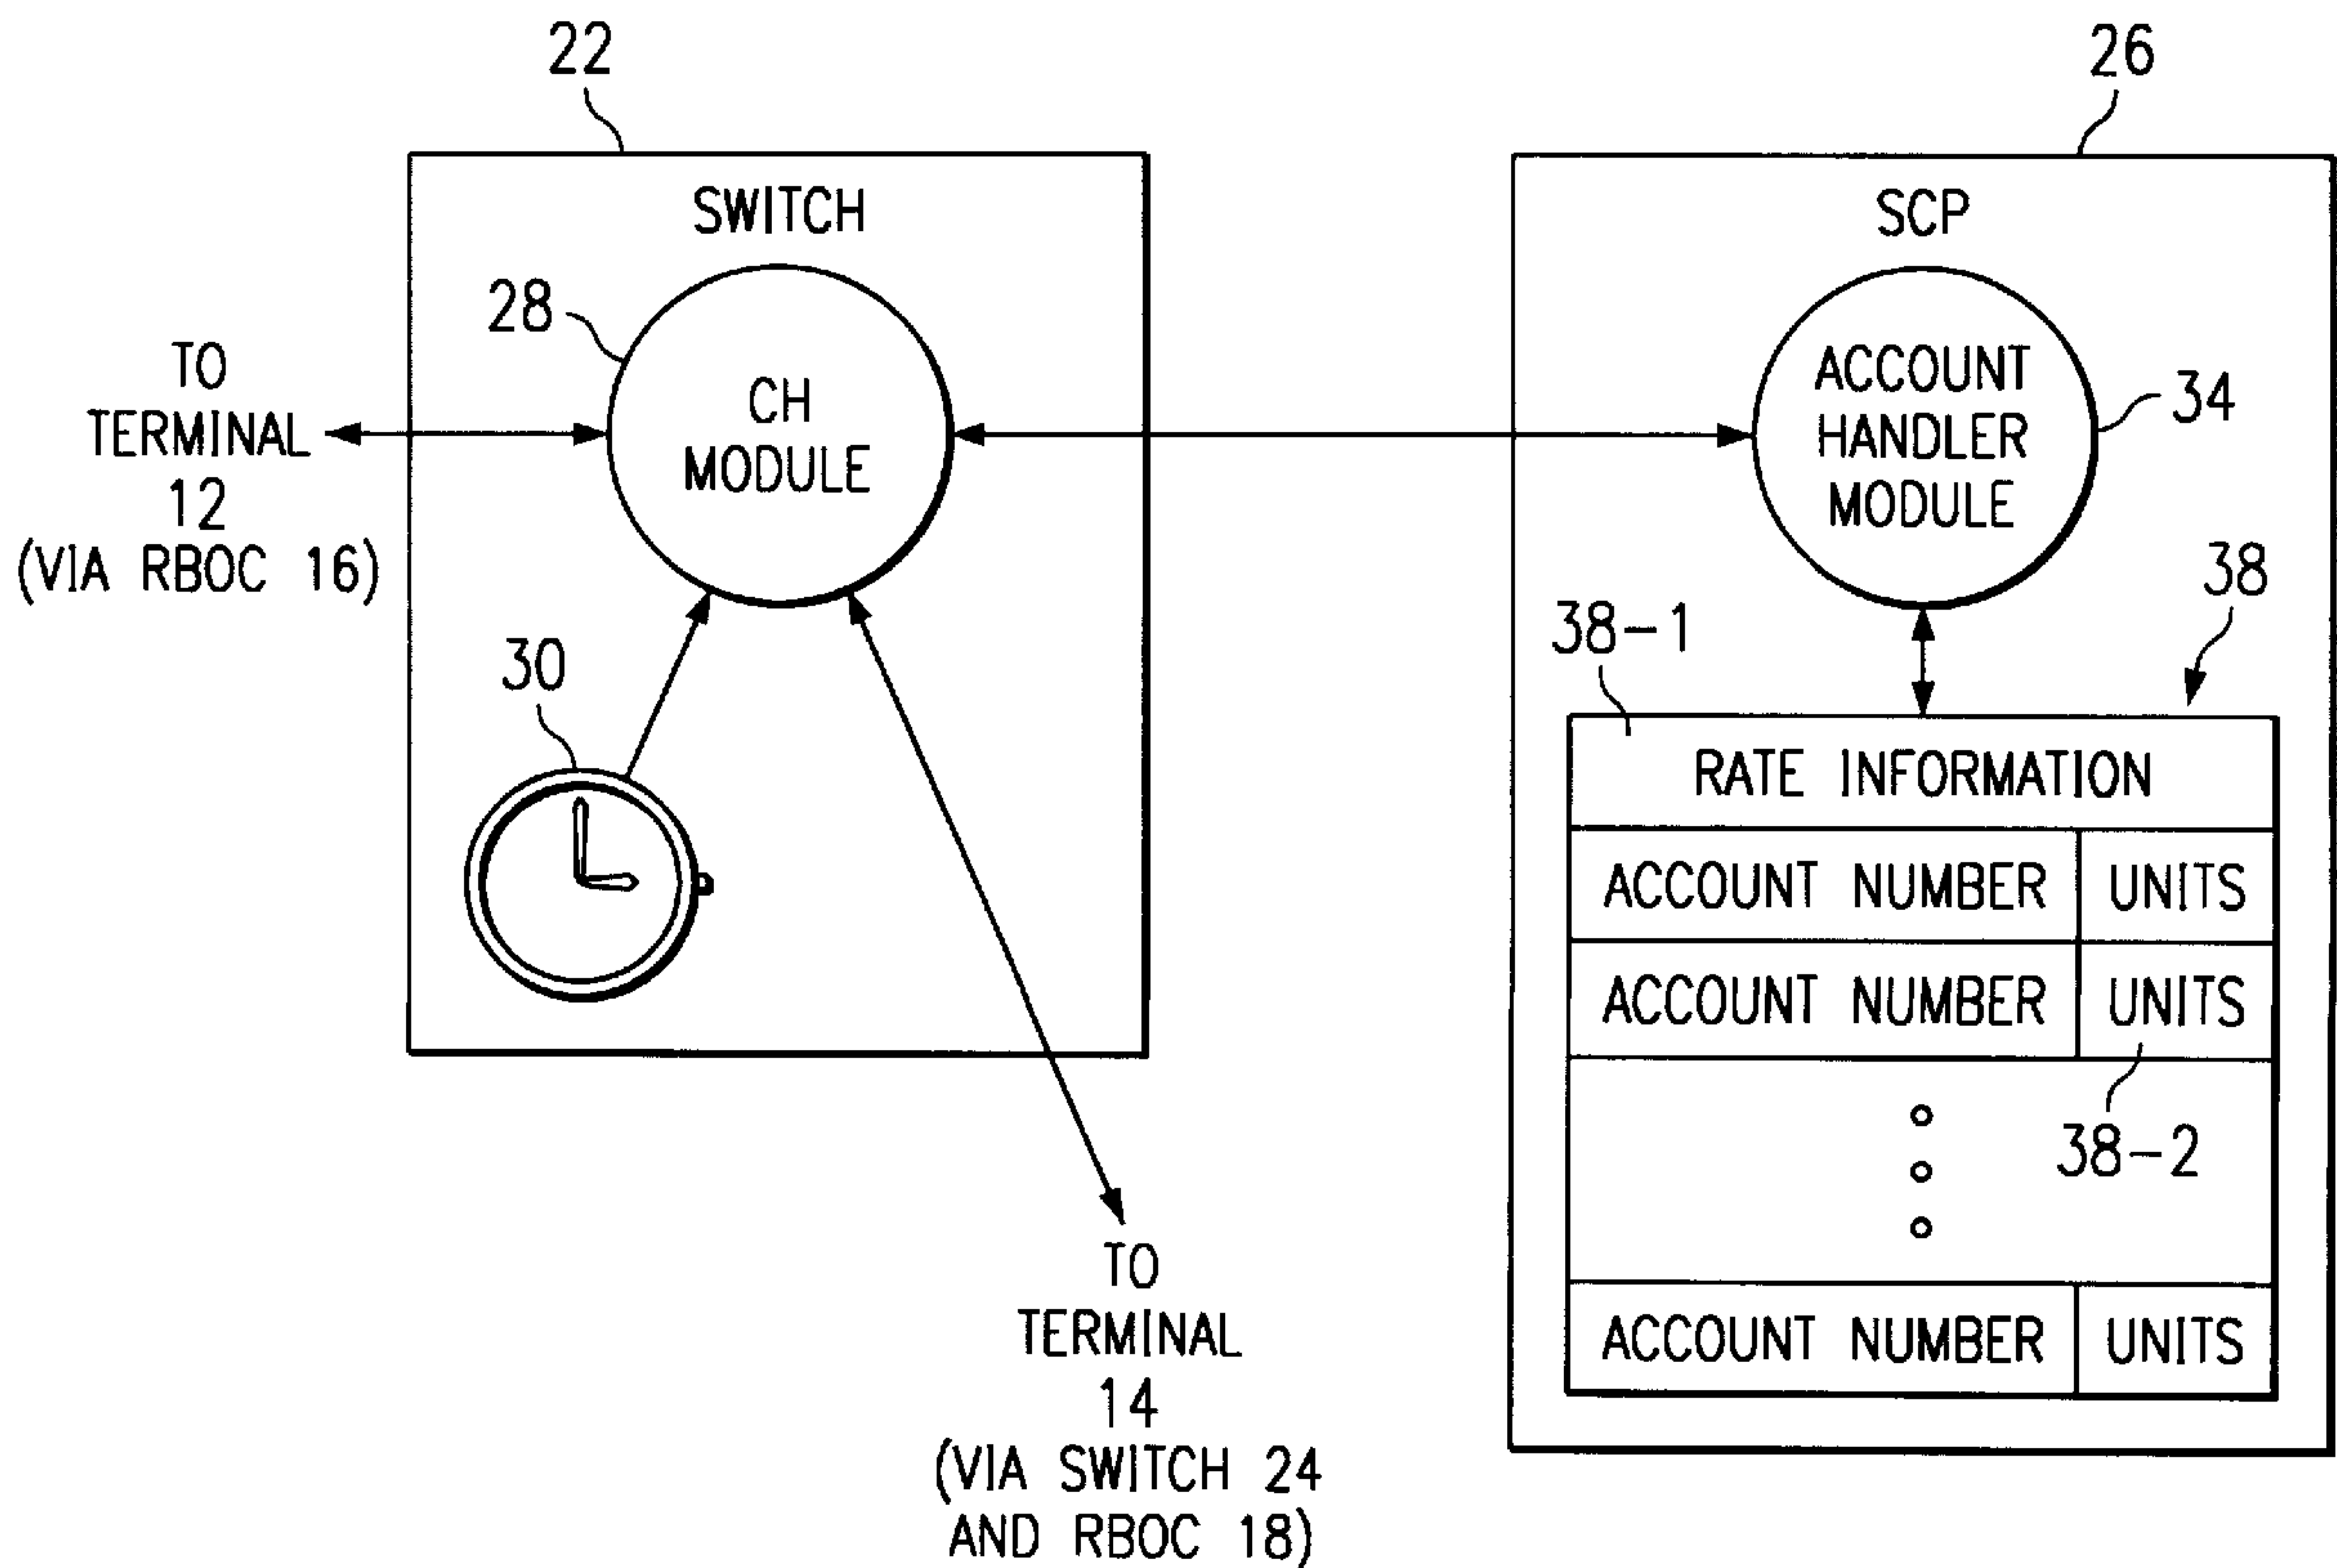 22
26
SWITCH
SCP
28
CH
MODULE
ACCOUNT
HANDLER
MODULE
34
TO
TERMINAL
12
(VIA RBOC 16)
30
38-1
38
RATE INFORMATION
ACCOUNT NUMBER UNITS
ACCOUNT NUMBER UNITS
38-2
ACCOUNT NUMBER UNITS
TO
TERMINAL
14
(VIA SWITCH 24
AND RBOC 18)